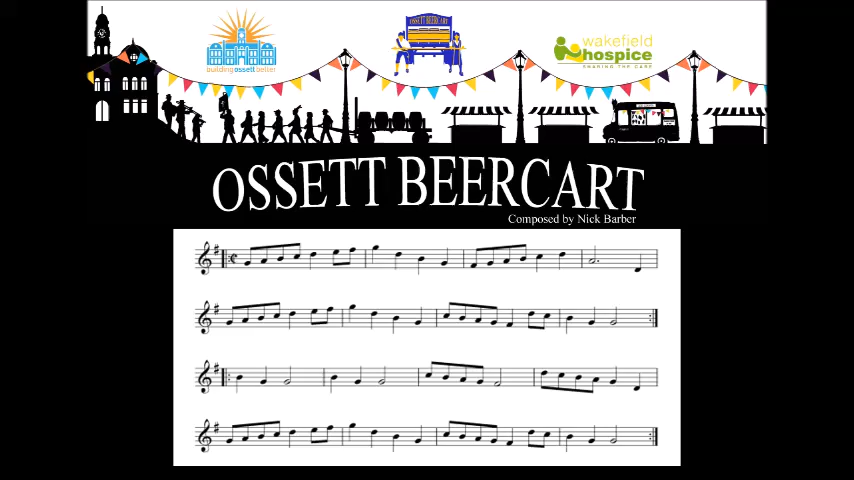 OSSETT BEERCART
building ossett better
wakefield
hospice
SHARING THE CARE
OSSETT BEERCART
Composed by Nick Barber